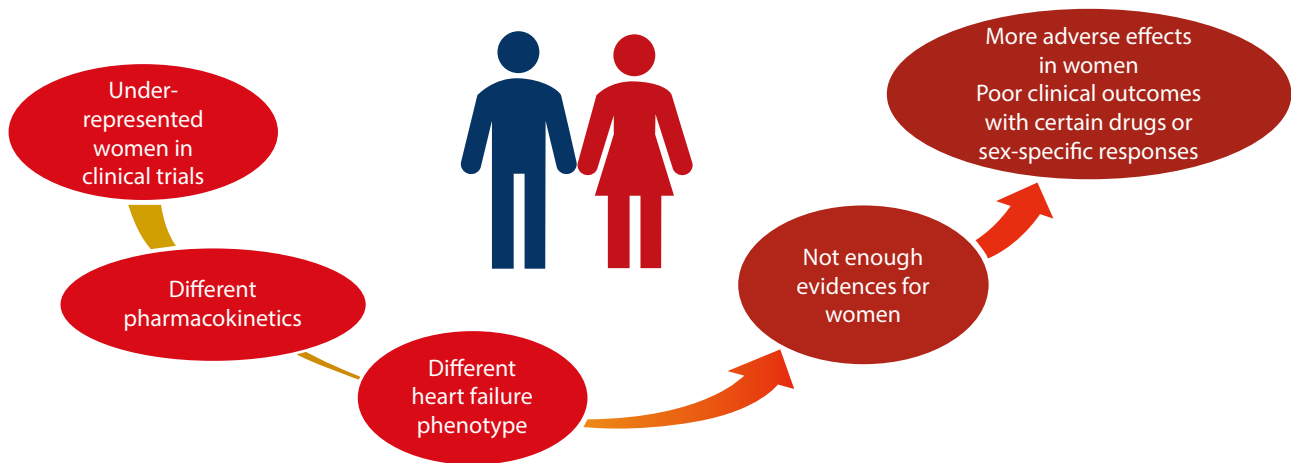 Under-
represented
women in
clinical trials
Different
pharmacokinetics
Different
heart failure
phenotype
Not enough
evidences for
women
More adverse effects
in women
Poor clinical outcomes
with certain drugs or
sex-specific responses